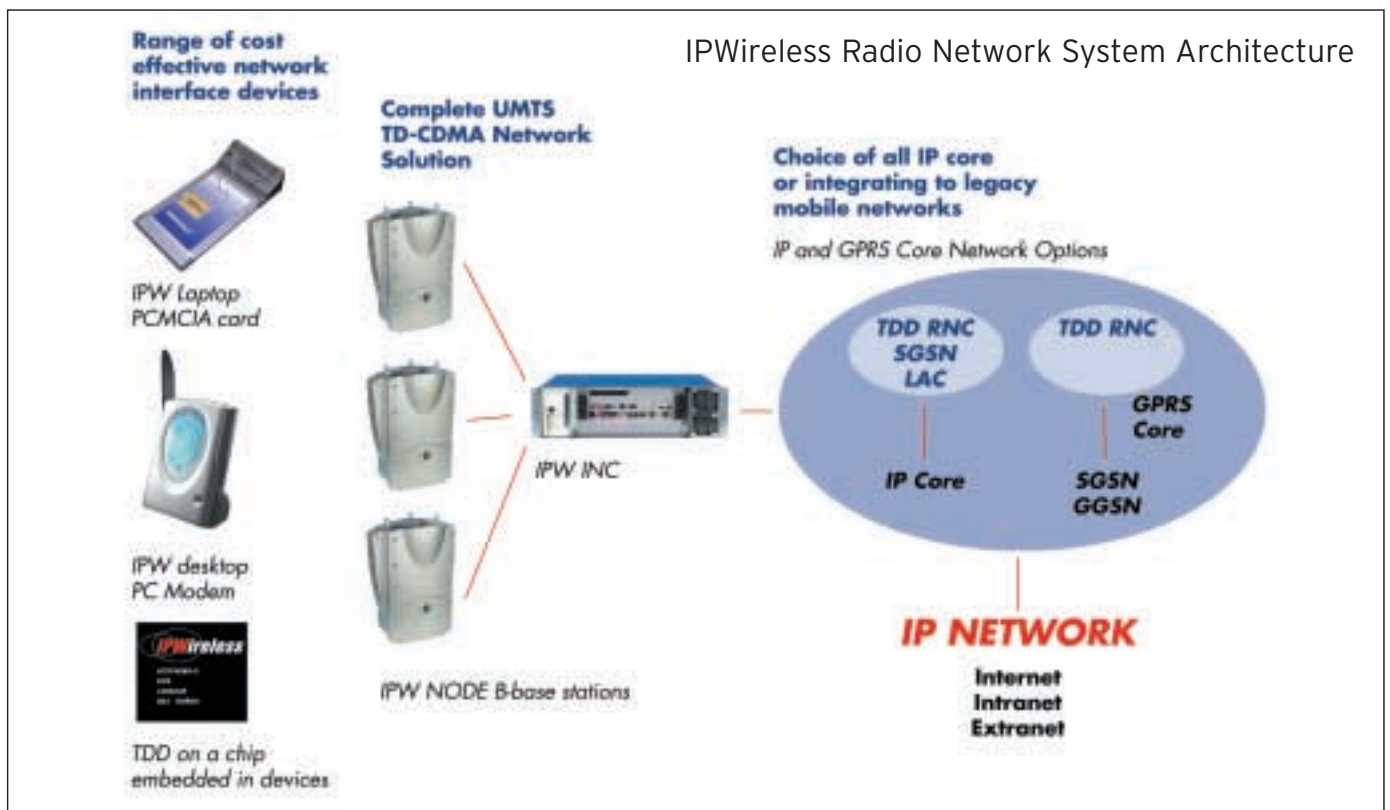 IPWireless Radio Network System Architecture
Range of cost
effective network
interface devices
IPW Laptop
PCMCIA card
IPW desktop
PC Modem
IPWireless
TDD on a chip
embedded in devices
Complete UMTS
TD-CDMA Network
Solution
IPW NODE B-base stations
IPW INC
Choice of all IP core
or integrating to legacy
mobile networks
IP and GPRS Core Network Options
TDD RNC
SGSN
LAC
IP Core
TDD RNC
GPRS
Core
SGSN
GGSN
IP NETWORK
Internet
Intranet
Extranet